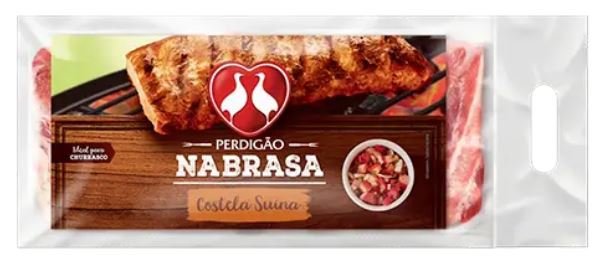 PERDIGÃO
NABRASA
Ideal para
CHURRASCO
Costela Suína